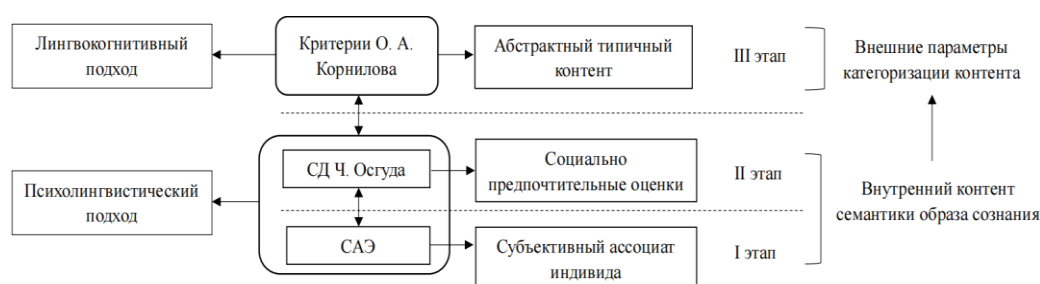 Лингвокогнитивный
подход
Критерии О. А.
Корнилова
Абстрактный типичный
контент
III этап
Внешние параметры
категоризации контента
Психолингвистический
подход
СД Ч. Осгуда
Социально
предпочтительные оценки
II этап
Внутренний контент
семантики образа сознания
САЭ
Субъективный ассоциат
индивида
I этап